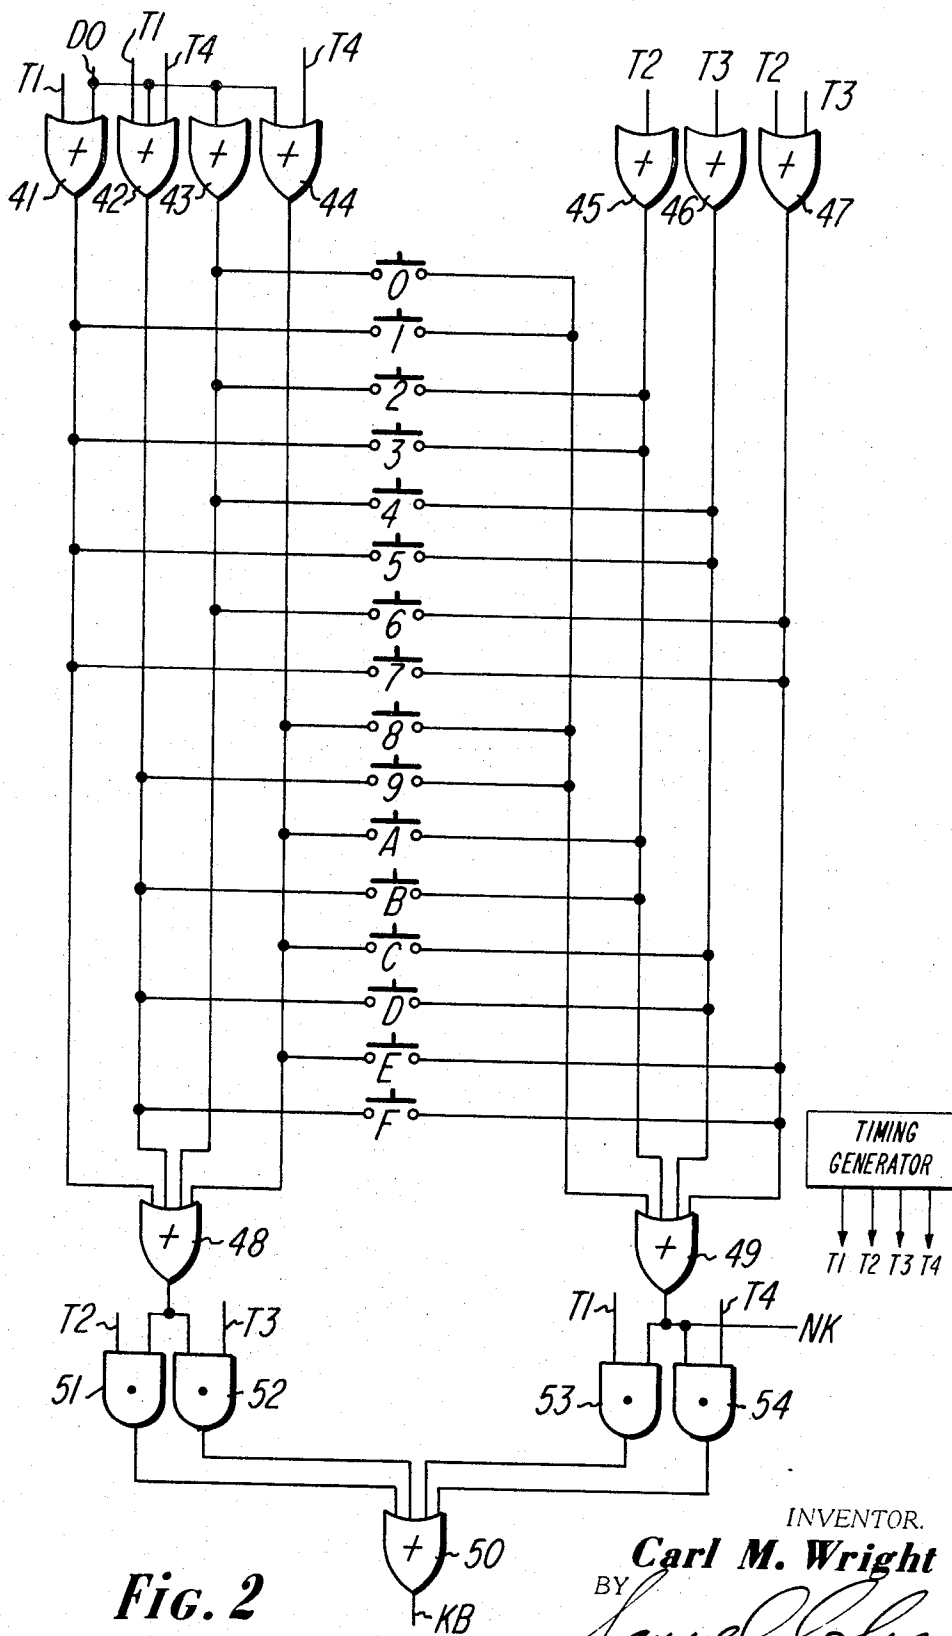 T1 D0 T1 T4 T4 T2 T3 T2 T3
+ + + + + + +
41 42 43 44 45 46 47
0
1
2
3
4
5
6
7
8
9
A
B
C
D
E
F
TIMING
GENERATOR
T1 T2 T3 T4
+ 48 + 49
T2 T3 T1 T4
NK
51 52 53 54
+ 50
KB
FIG. 2
INVENTOR.
Carl M. Wright
BY